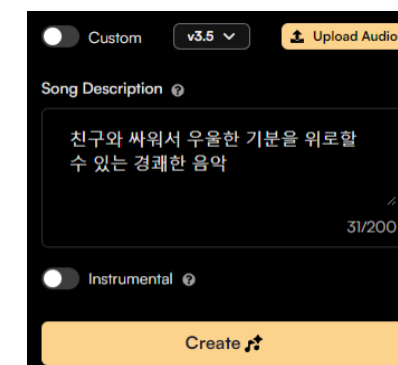 Custom
v3.5
Upload Audio
Song Description
친구와 싸워서 우울한 기분을 위로할
수 있는 경쾌한 음악
31/200
Instrumental
Create